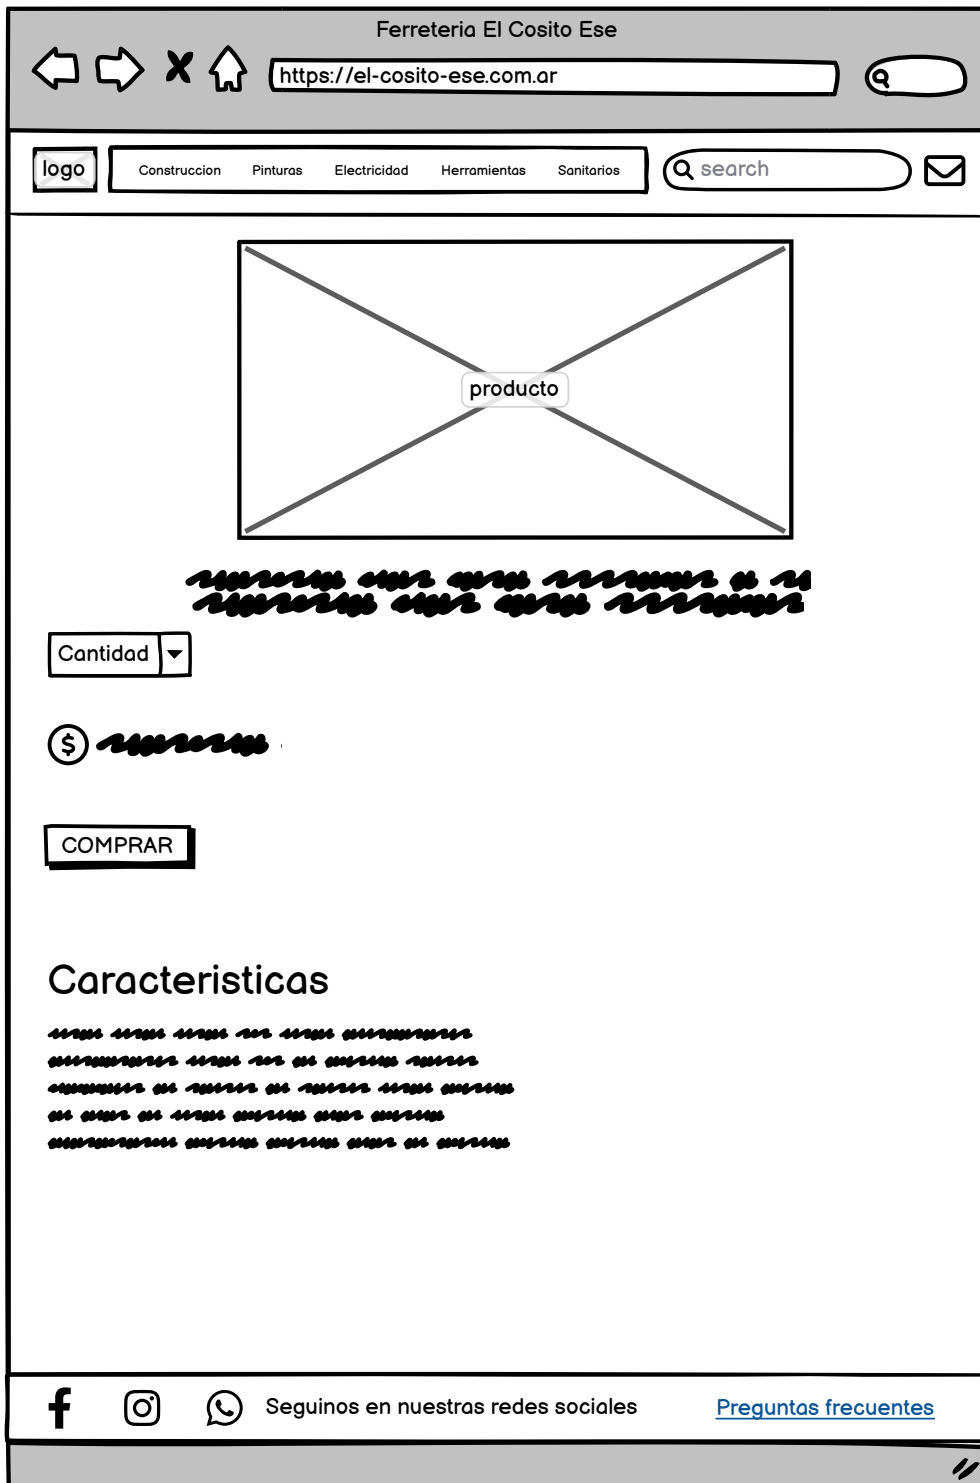 Ferreteria El Cosito Ese
https://el-cosito-ese.com.ar
logo Construccion Pinturas Electricidad Herramientas Sanitarios search
producto
Cantidad
$
COMPRAR
Caracteristicas
Seguinos en nuestras redes sociales Preguntas frecuentes